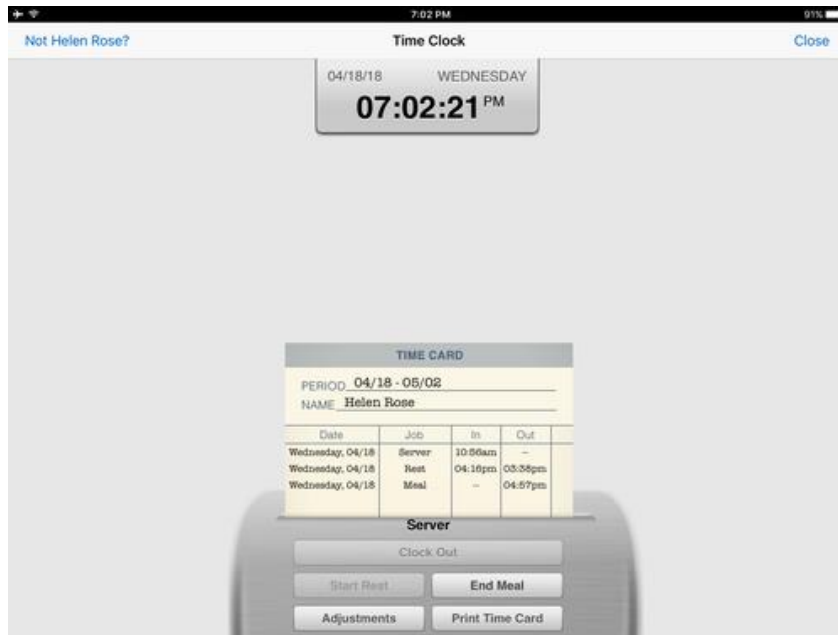 7:02 PM 91%
Not Helen Rose? Time Clock Close
04/18/18 WEDNESDAY
07:02:21 PM
TIME CARD
PERIOD 04/18 - 05/02
NAME Helen Rose
Date Job In Out
Wednesday, 04/18 Server 10:56am –
Wednesday, 04/18 Rest 04:16pm 03:38pm
Wednesday, 04/18 Meal – 04:57pm
Server
Clock Out
Start Rest End Meal
Adjustments Print Time Card